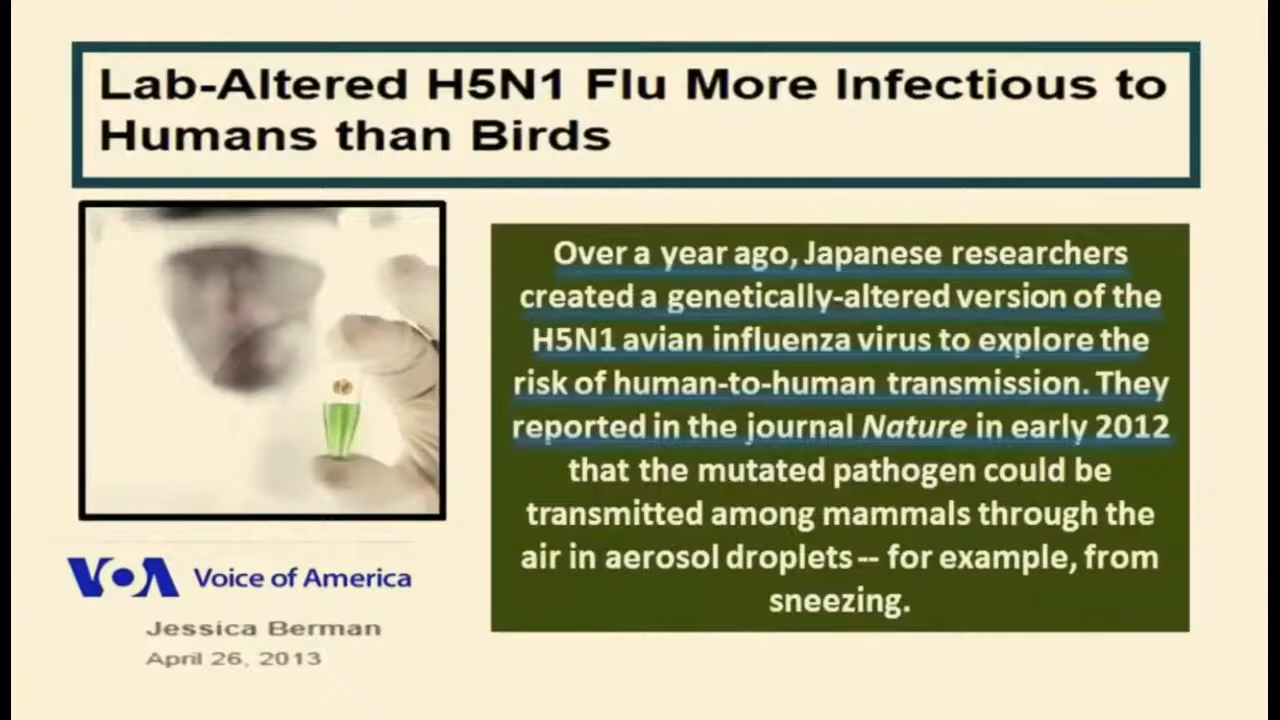 Lab-Altered H5N1 Flu More Infectious to
Humans than Birds
Over a year ago, Japanese researchers
created a genetically-altered version of the
H5N1 avian influenza virus to explore the
risk of human-to-human transmission. They
reported in the journal Nature in early 2012
that the mutated pathogen could be
transmitted among mammals through the
air in aerosol droplets -- for example, from
sneezing.
VOA Voice of America
Jessica Berman
April 26, 2013